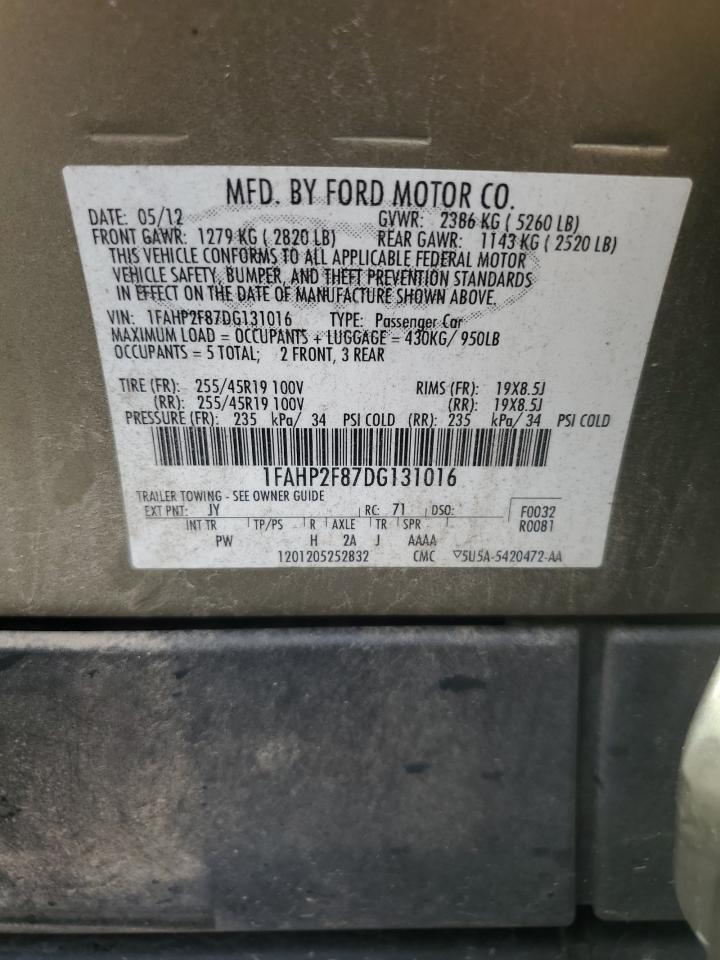 MFD. BY FORD MOTOR CO.
DATE: 05/12 GVWR: 2386 KG ( 5260 LB)
FRONT GAWR: 1279 KG ( 2820 LB) REAR GAWR: 1143 KG ( 2520 LB)
THIS VEHICLE CONFORMS TO ALL APPLICABLE FEDERAL MOTOR
VEHICLE SAFETY, BUMPER, AND THEFT PREVENTION STANDARDS
IN EFFECT ON THE DATE OF MANUFACTURE SHOWN ABOVE.
VIN: 1FAHP2F87DG131016 TYPE: Passenger Car
MAXIMUM LOAD = OCCUPANTS + LUGGAGE = 430KG/ 950LB
OCCUPANTS = 5 TOTAL; 2 FRONT, 3 REAR
TIRE (FR): 255/45R19 100V RIMS (FR): 19X8.5J
(RR): 255/45R19 100V (RR): 19X8.5J
PRESSURE (FR): 235 kPa/ 34 PSI COLD (RR): 235 kPa/ 34 PSI COLD
1FAHP2F87DG131016
TRAILER TOWING - SEE OWNER GUIDE
EXT PNT: JY RC: 71 DSO: F0032
INT TR TP/PS R AXLE TR SPR R0081
PW H 2A J AAAA
1201205252832 CMC ▽5U5A-5420472-AA